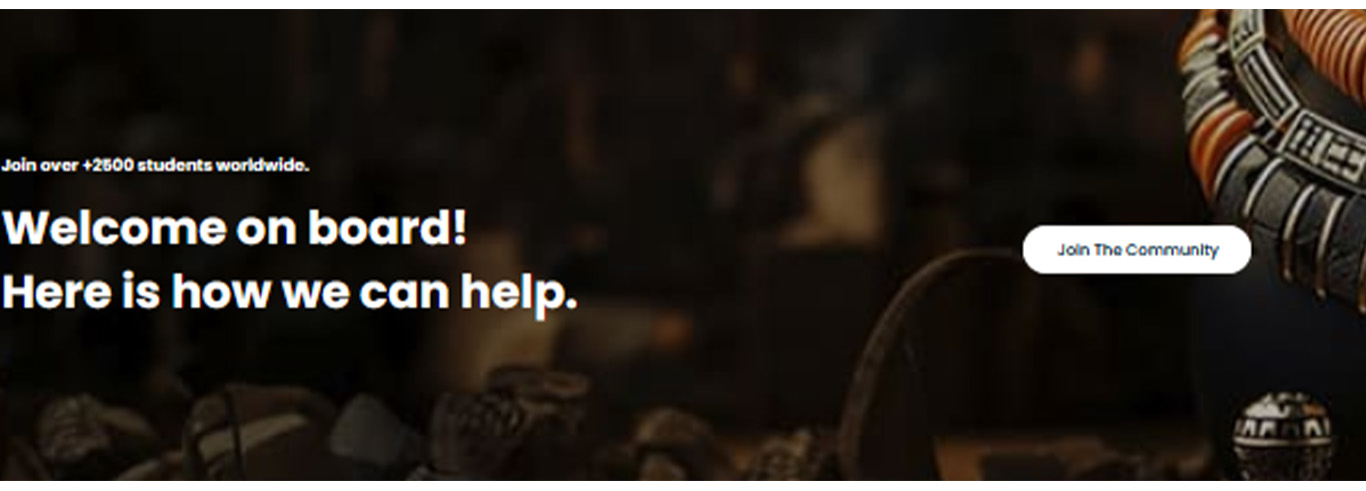 Join over +2500 students worldwide.
Welcome on board!
Here is how we can help.
Join The Community